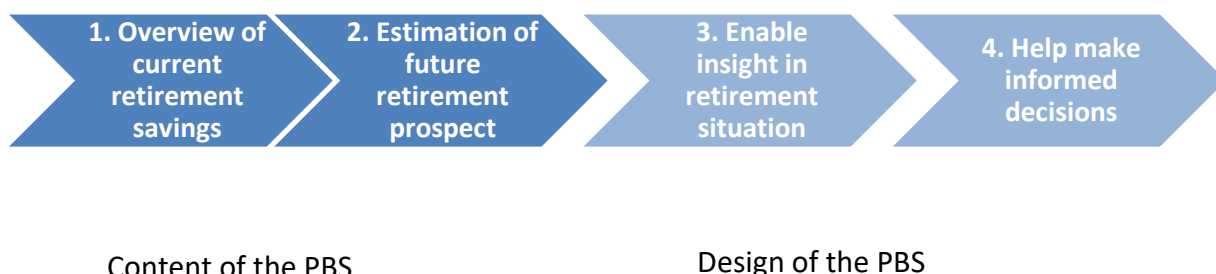 1. Overview of
current
retirement
savings
2. Estimation of
future
retirement
prospect
3. Enable
insight in
retirement
situation
4. Help make
informed
decisions
Content of the PBS
Design of the PBS